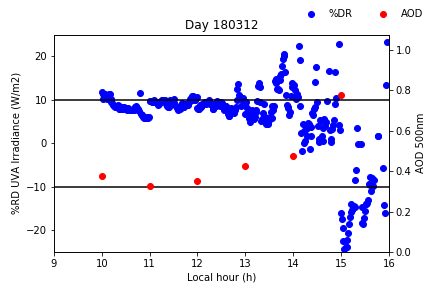 %DR AOD
Day 180312
%RD UVA Irradiance (W/m2)
20
10
0
−10
−20
1.0
0.8
0.6
0.4
0.2
0.0
AOD 500nm
9 10 11 12 13 14 15 16
Local hour (h)